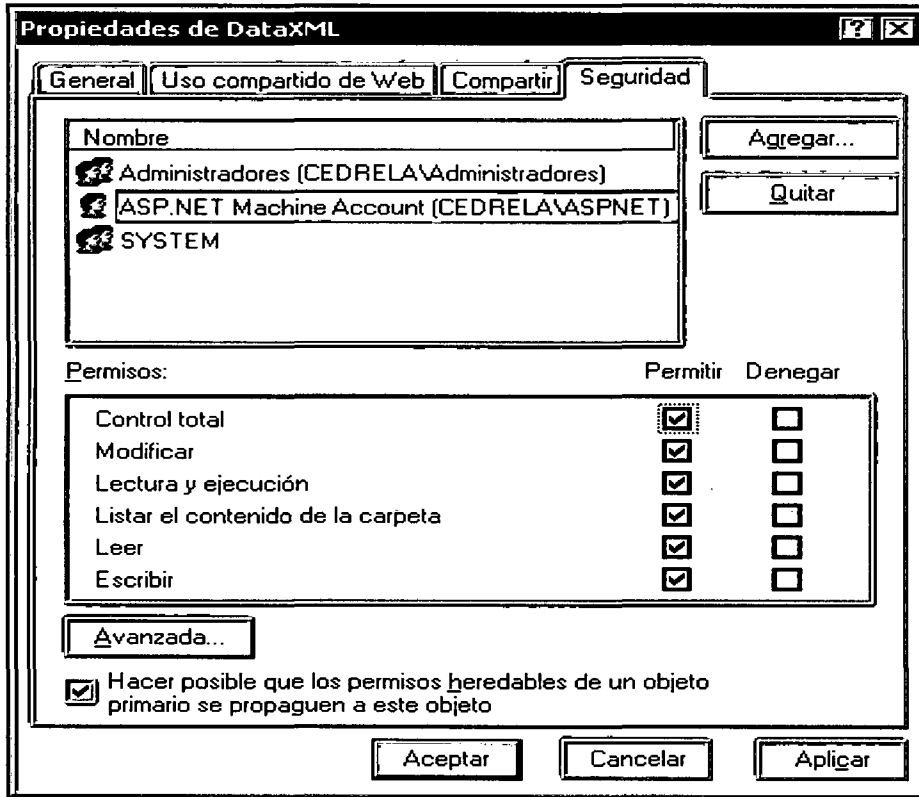 Propiedades de DataXML
General Uso compartido de Web Compartir Seguridad
Nombre
Administradores (CEDRELA\Administradores)
ASP.NET Machine Account (CEDRELA\ASPNET)
SYSTEM
Agregar...
Quitar
Permisos: Permitir Denegar
Control total
Modificar
Lectura y ejecución
Listar el contenido de la carpeta
Leer
Escribir
Avanzada...
Hacer posible que los permisos heredables de un objeto
primario se propaguen a este objeto
Aceptar Cancelar Aplicar